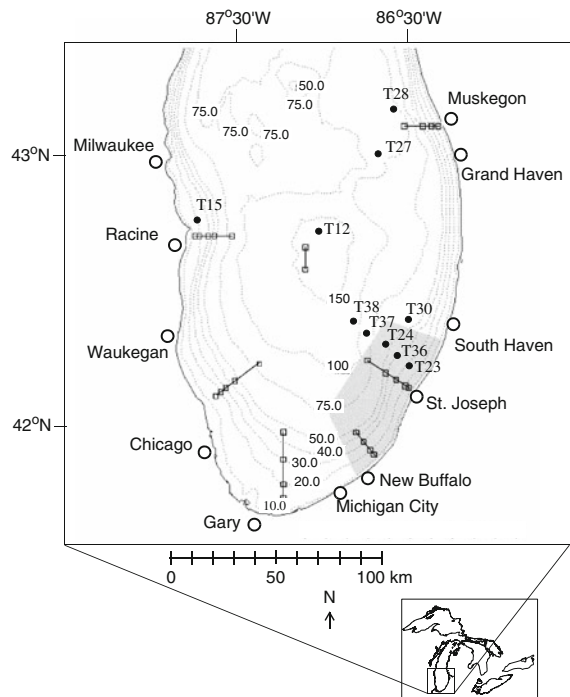 87°30'W 86°30'W
50.0
75.0 75.0
T28
Muskegon
75.0 75.0
43°N
Milwaukee
T27
Grand Haven
T15
T12
Racine
150
T38 T30
T37
Waukegan
T24
South Haven
T36
100
T23
75.0
St. Joseph
42°N
50.0
Chicago
40.0
30.0
20.0
New Buffalo
10.0
Michigan City
Gary
0 50 100 km
N